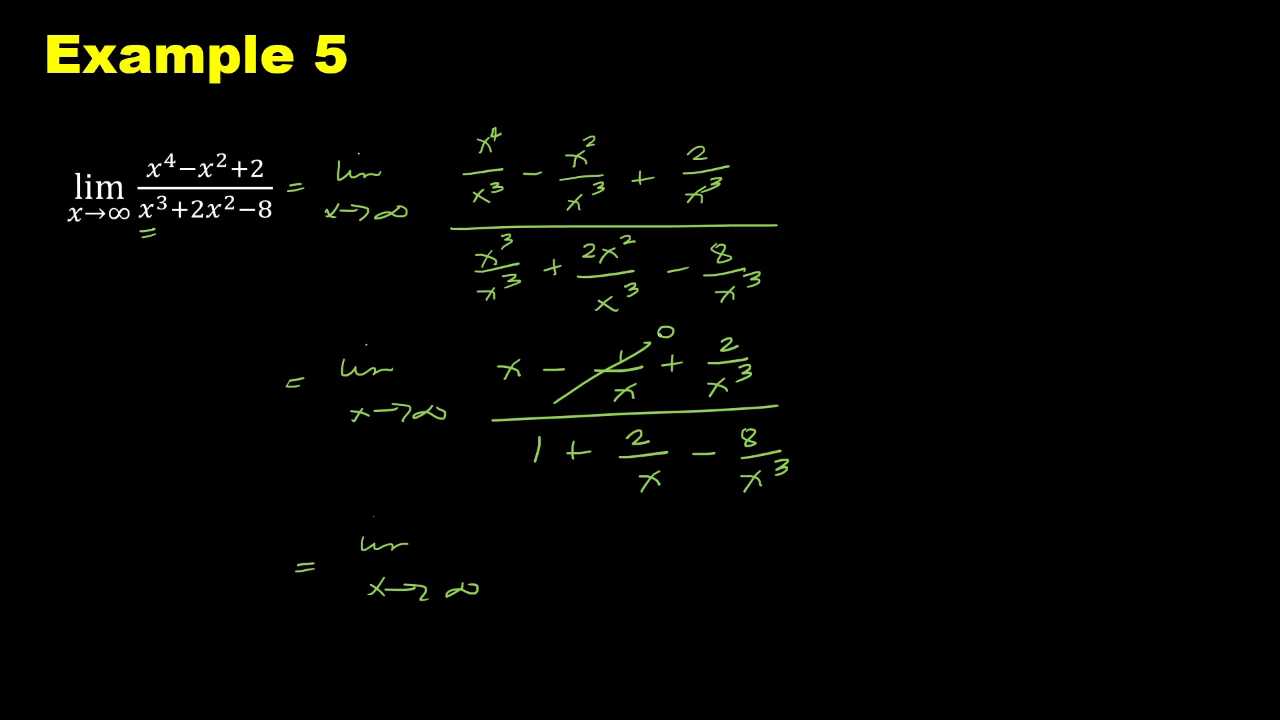 Example 5
lim x→∞ (x⁴−x²+2)/(x³+2x²−8) = lim x→∞ (x⁴/x³ − x²/x³ + 2/x³)/(x³/x³ + 2x²/x³ − 8/x³)
= lim x→∞ (x − 1/x 0 + 2/x³)/(1 + 2/x − 8/x³)
= lim x→∞